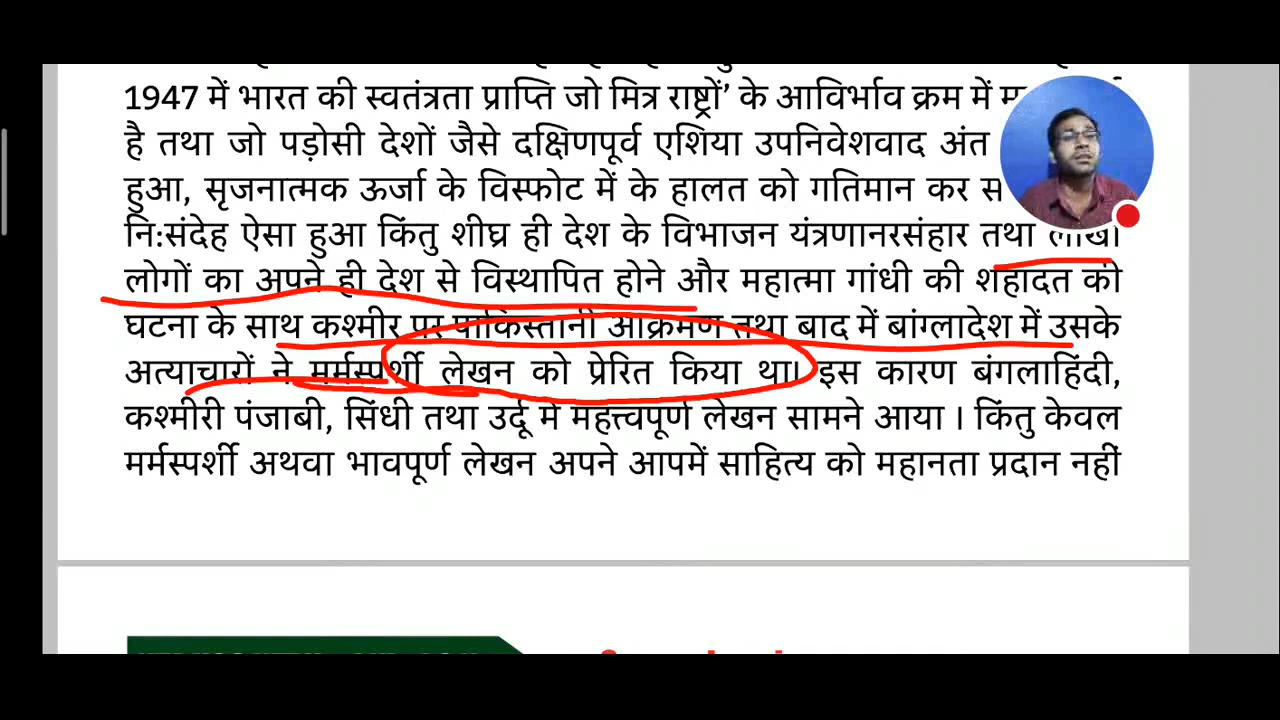 1947 में भारत की स्वतंत्रता प्राप्ति जो मित्र राष्ट्रों' के आविर्भाव क्रम में
है तथा जो पड़ोसी देशों जैसे दक्षिणपूर्व एशिया उपनिवेशवाद अंत
हुआ, सृजनात्मक ऊर्जा के विस्फोट में के हालत को गतिमान कर
नि:संदेह ऐसा हुआ किंतु शीघ्र ही देश के विभाजन यंत्रणानरसंहार तथा लाखों
लोगों का अपने ही देश से विस्थापित होने और महात्मा गांधी की शहादत की
घटना के साथ कश्मीर पर पाकिस्तानी आक्रमण तथा बाद में बांग्लादेश में उसके
अत्याचारों ने मर्मस्पर्शी लेखन को प्रेरित किया था। इस कारण बंगलाहिंदी,
कश्मीरी पंजाबी, सिंधी तथा उर्दू में महत्त्वपूर्ण लेखन सामने आया । किंतु केवल
मर्मस्पर्शी अथवा भावपूर्ण लेखन अपने आपमें साहित्य को महानता प्रदान नहीं